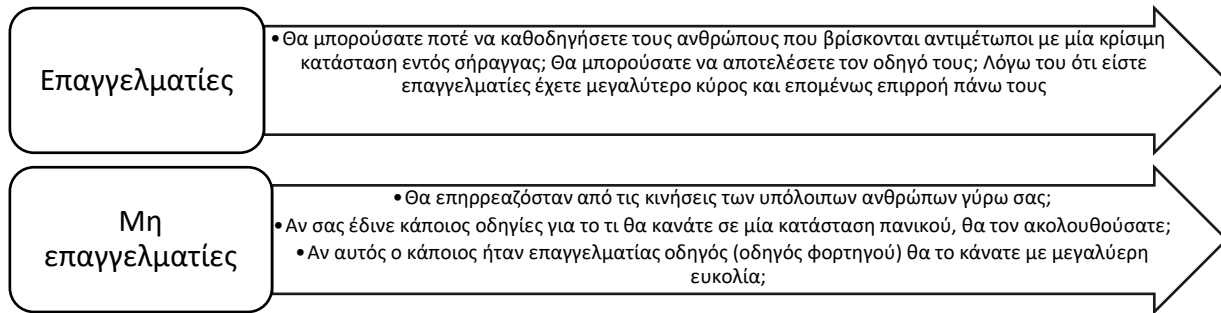 Επαγγελματίες
•Θα μπορούσατε ποτέ να καθοδηγήσετε τους ανθρώπους που βρίσκονται αντιμέτωποι με μία κρίσιμη
κατάσταση εντός σήραγγας; Θα μπορούσατε να αποτελέσετε τον οδηγό τους; Λόγω του ότι είστε
επαγγελματίες έχετε μεγαλύτερο κύρος και επομένως επιρροή πάνω τους
Μη
επαγγελματίες
•Θα επηρρεαζόσταν από τις κινήσεις των υπόλοιπων ανθρώπων γύρω σας;
•Αν σας έδινε κάποιος οδηγίες για το τι θα κανάτε σε μία κατάσταση πανικού, θα τον ακολουθούσατε;
•Αν αυτός ο κάποιος ήταν επαγγελματίας οδηγός (οδηγός φορτηγού) θα το κάνατε με μεγαλύερη
ευκολία;